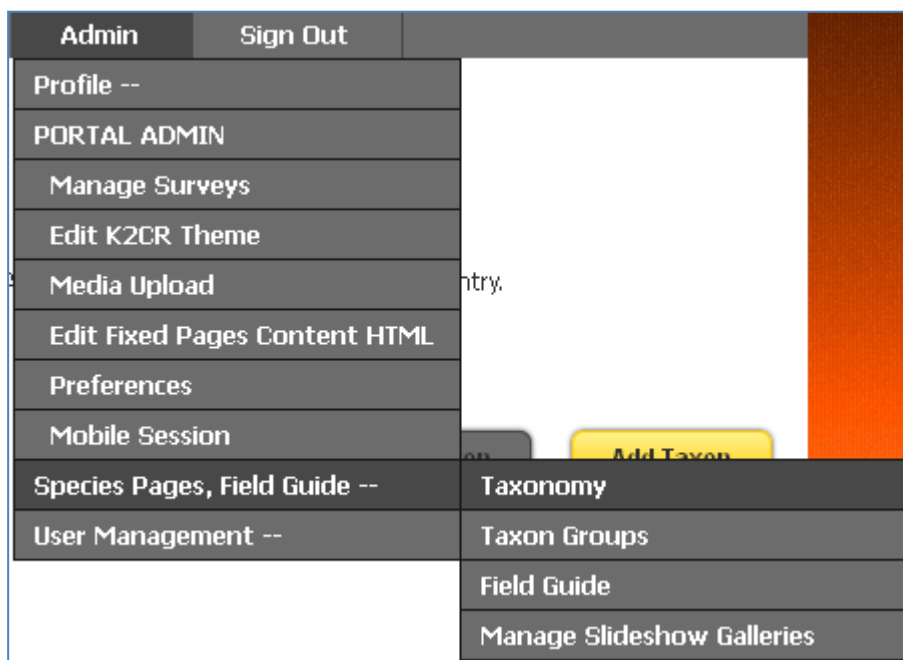 Admin Sign Out
Profile --
PORTAL ADMIN
Manage Surveys
Edit K2CR Theme
Media Upload
ntry.
Edit Fixed Pages Content HTML
Preferences
Mobile Session
Add Taxon
Species Pages, Field Guide -- Taxonomy
User Management -- Taxon Groups
Field Guide
Manage Slideshow Galleries